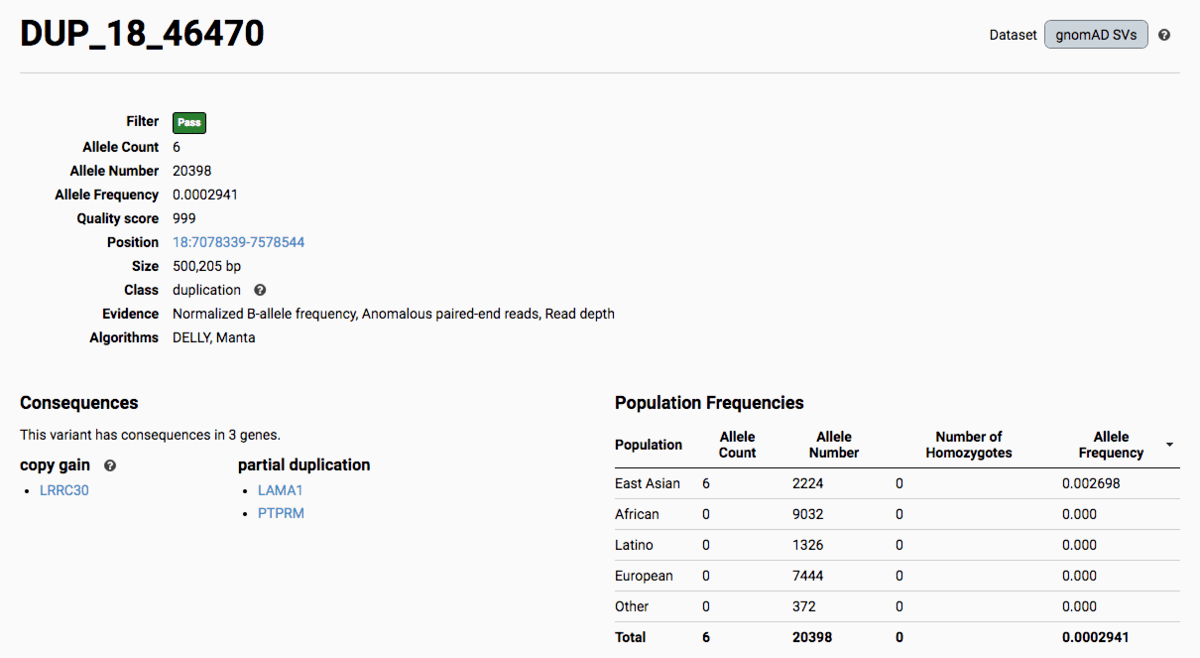 DUP_18_46470
Dataset gnomAD SVs ?
Filter Pass
Allele Count 6
Allele Number 20398
Allele Frequency 0.0002941
Quality score 999
Position 18:7078339-7578544
Size 500,205 bp
Class duplication ?
Evidence Normalized B-allele frequency, Anomalous paired-end reads, Read depth
Algorithms DELLY, Manta
Consequences
This variant has consequences in 3 genes.
copy gain ?
• LRRC30
partial duplication
• LAMA1
• PTPRM
Population Frequencies
Population Allele Count Allele Number Number of Homozygotes Allele Frequency
East Asian 6 2224 0 0.002698
African 0 9032 0 0.000
Latino 0 1326 0 0.000
European 0 7444 0 0.000
Other 0 372 0 0.000
Total 6 20398 0 0.0002941